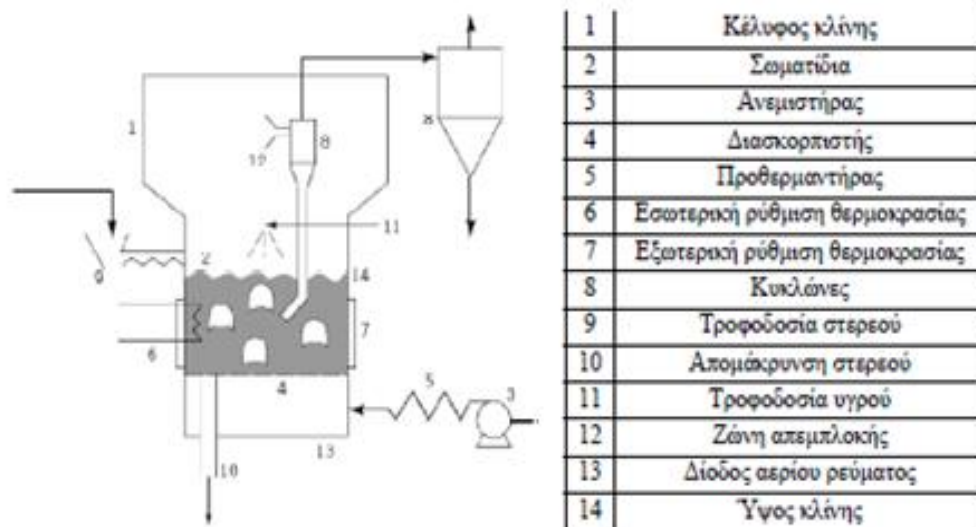 1
8
8
12
11
9
2
14
7
6
4
5
3
13
10
1 Κέλυφος κλίνης
2 Σωματίδια
3 Ανεμιστήρας
4 Διασκορπιστής
5 Προθερμαντήρας
6 Εσωτερική ρύθμιση θερμοκρασίας
7 Εξωτερική ρύθμιση θερμοκρασίας
8 Κυκλώνες
9 Τροφοδοσία στερεού
10 Απομάκρυνση στερεού
11 Τροφοδοσία υγρού
12 Ζώνη απεμπλοκής
13 Δίοδος αερίου ρεύματος
14 Ύψος κλίνης